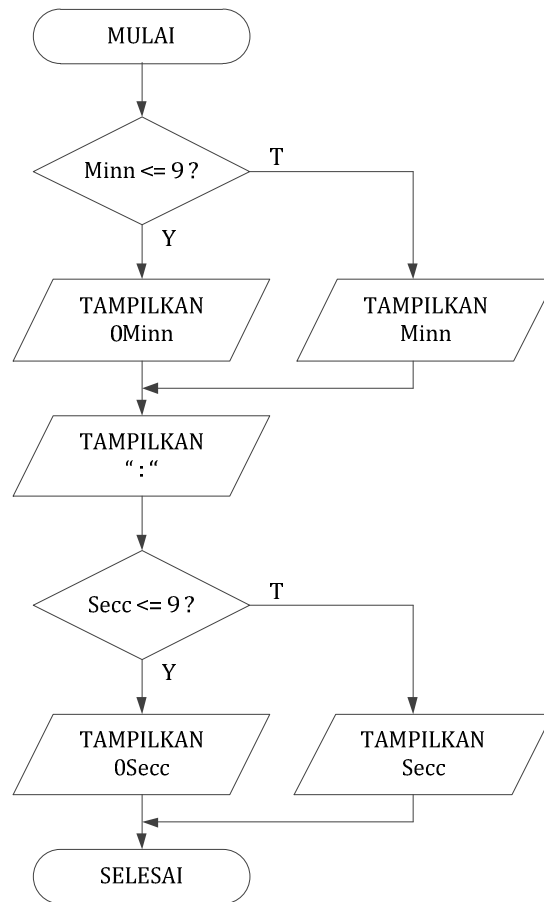 MULAI
Minn <= 9 ?
T
Y
TAMPILKAN
0Minn
TAMPILKAN
Minn
TAMPILKAN
“ : “
Secc <= 9 ?
T
Y
TAMPILKAN
0Secc
TAMPILKAN
Secc
SELESAI